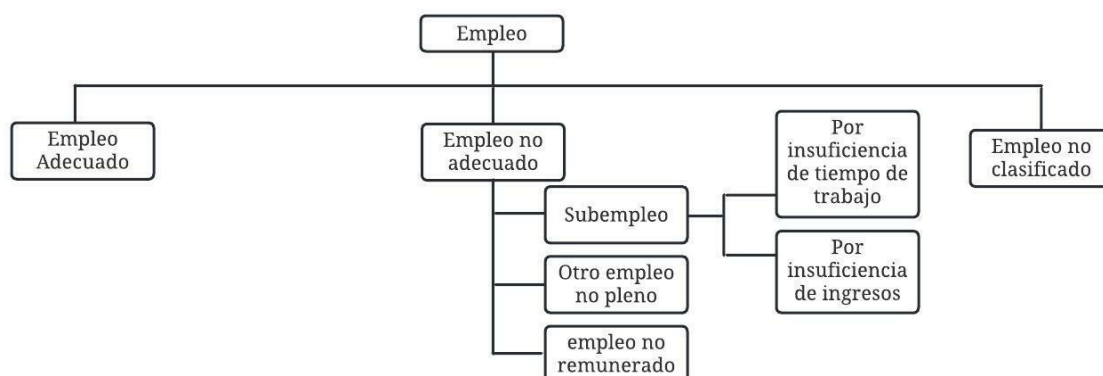 Empleo
Empleo
Adecuado
Empleo no
adecuado
Subempleo
Por
insuficiencia
de tiempo de
trabajo
Por
insuficiencia
de ingresos
Otro empleo
no pleno
empleo no
remunerado
Empleo no
clasificado